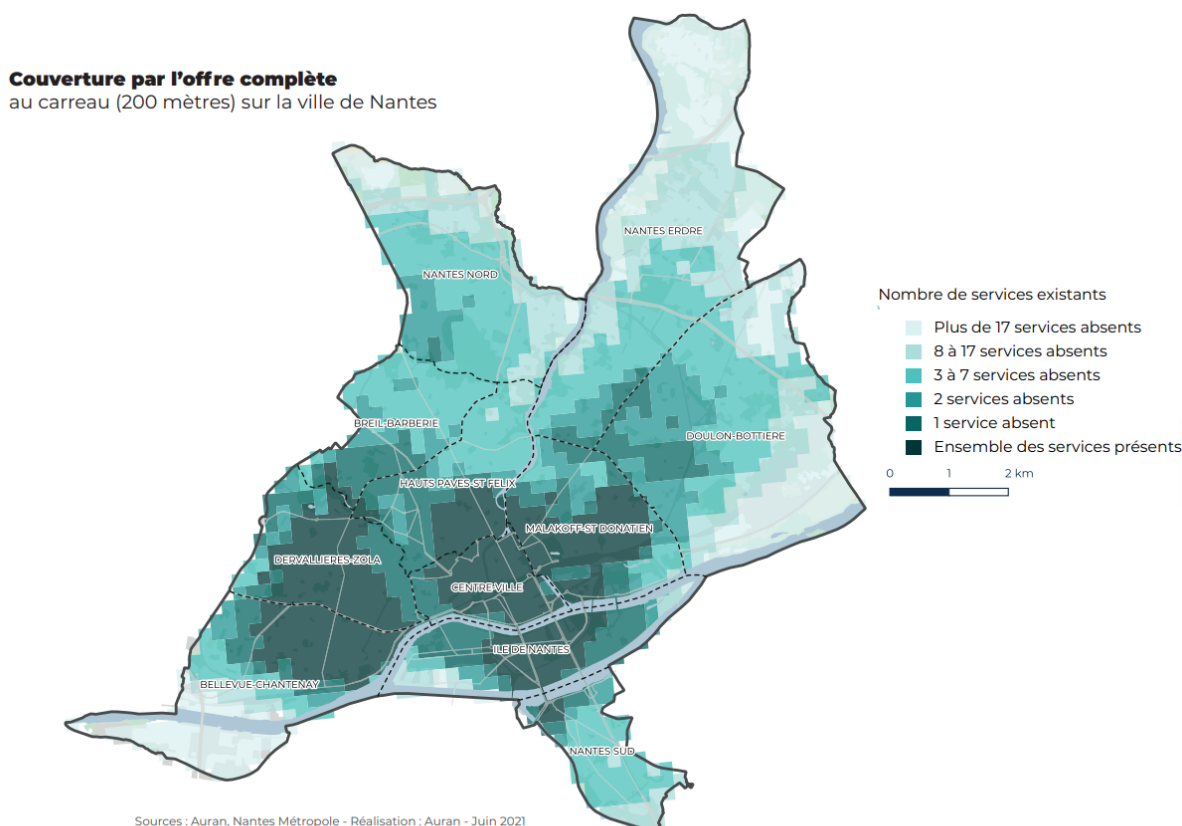 Couverture par l'offre complète
au carreau (200 mètres) sur la ville de Nantes
NANTES ERDRE
NANTES NORD
BREIL-BARBERIE
DOULON-BOTTIERE
HAUTS PAVES-ST FELIX
MALAKOFF-ST DONATIEN
DERVALLIERES-ZOLA
CENTRE-VILLE
ILE DE NANTES
BELLEVUE-CHANTENAY
NANTES SUD
Nombre de services existants
Plus de 17 services absents
8 à 17 services absents
3 à 7 services absents
2 services absents
1 service absent
Ensemble des services présents
0 1 2 km
Sources : Auran, Nantes Métropole - Réalisation : Auran - Juin 2021